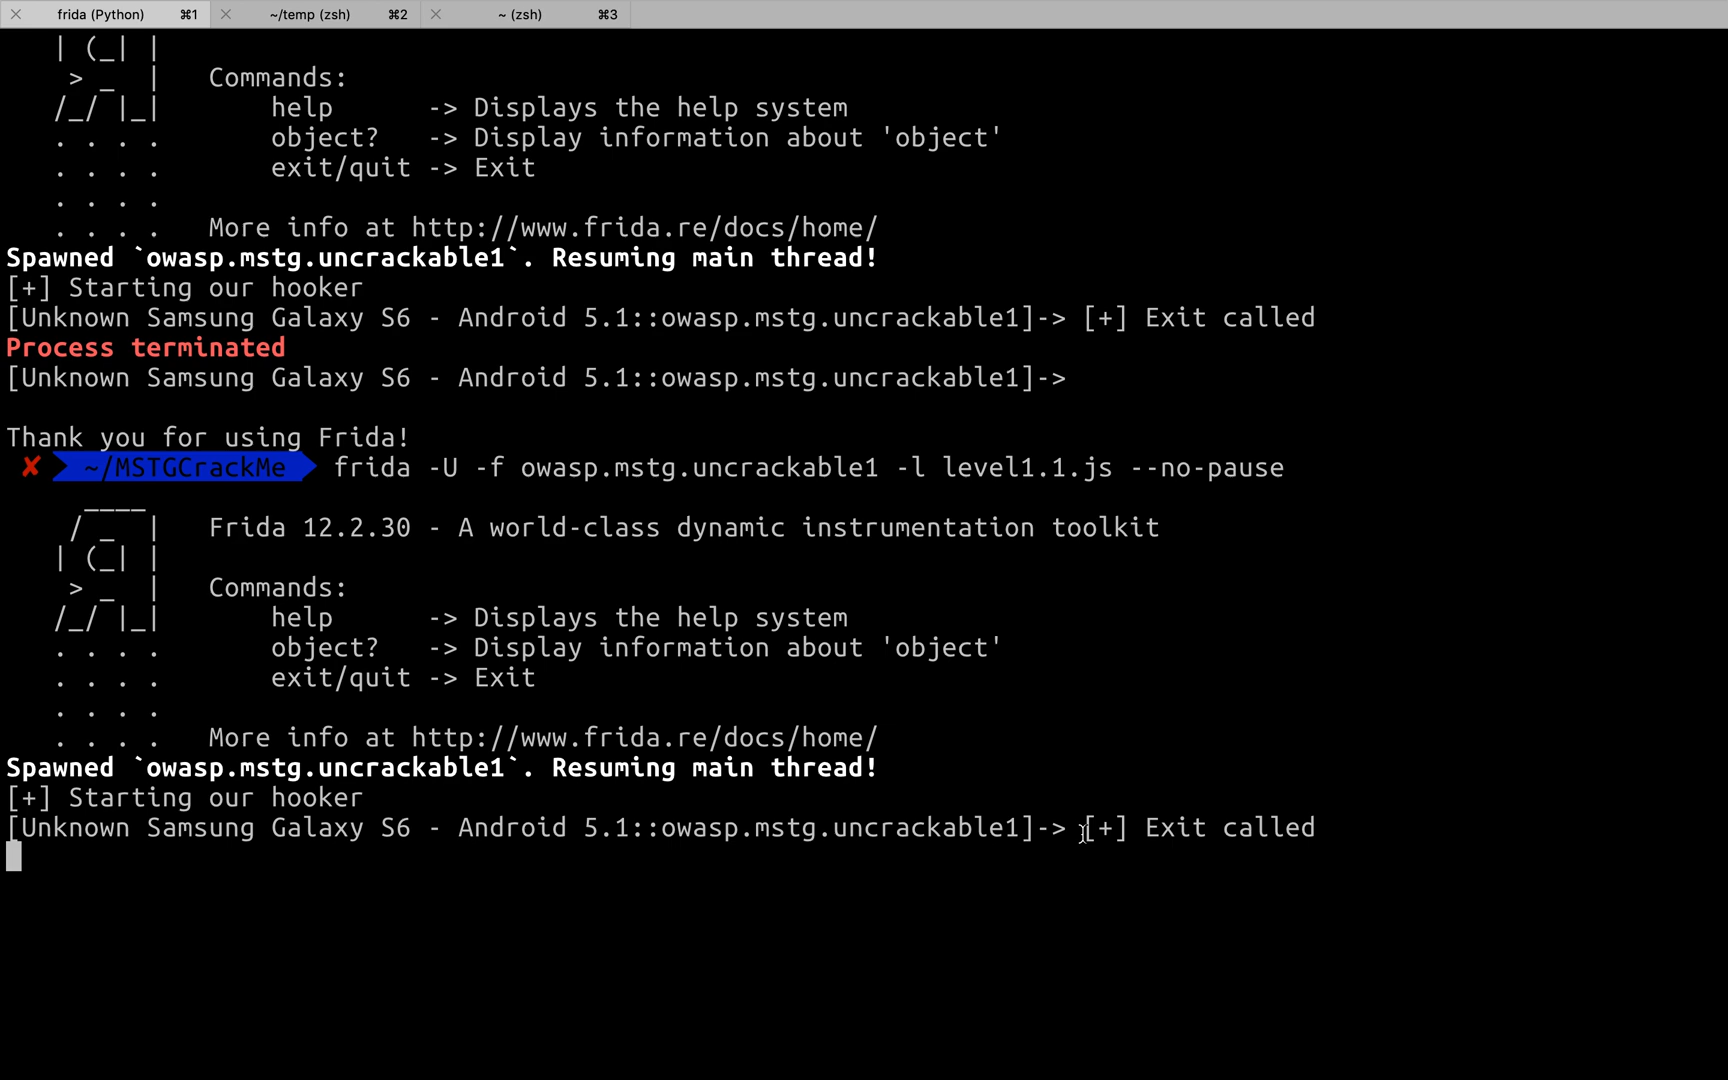 frida (Python) ⌘1 ~/temp (zsh) ⌘2 ~ (zsh) ⌘3
| (_| |
> _ | Commands:
/_/ |_| help -> Displays the help system
. . . . object? -> Display information about 'object'
. . . . exit/quit -> Exit
. . . .
. . . . More info at http://www.frida.re/docs/home/
Spawned `owasp.mstg.uncrackable1`. Resuming main thread!
[+] Starting our hooker
[Unknown Samsung Galaxy S6 - Android 5.1::owasp.mstg.uncrackable1]-> [+] Exit called
Process terminated
[Unknown Samsung Galaxy S6 - Android 5.1::owasp.mstg.uncrackable1]->
Thank you for using Frida!
✘ ~/MSTGCrackMe frida -U -f owasp.mstg.uncrackable1 -l level1.1.js --no-pause
____
/ _ | Frida 12.2.30 - A world-class dynamic instrumentation toolkit
| (_| |
> _ | Commands:
/_/ |_| help -> Displays the help system
. . . . object? -> Display information about 'object'
. . . . exit/quit -> Exit
. . . .
. . . . More info at http://www.frida.re/docs/home/
Spawned `owasp.mstg.uncrackable1`. Resuming main thread!
[+] Starting our hooker
[Unknown Samsung Galaxy S6 - Android 5.1::owasp.mstg.uncrackable1]-> [+] Exit called